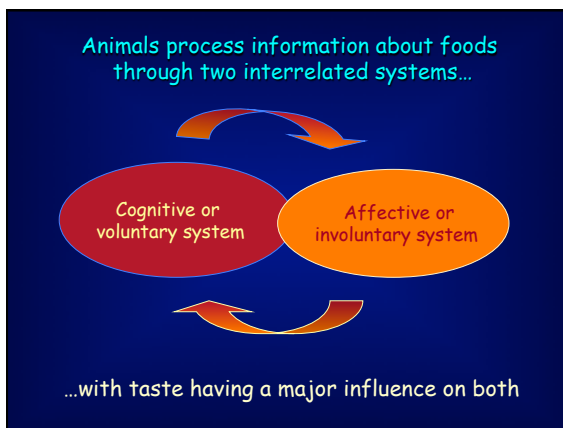 Animals process information about foods
through two interrelated systems…
Cognitive or
voluntary system
Affective or
involuntary system
…with taste having a major influence on both